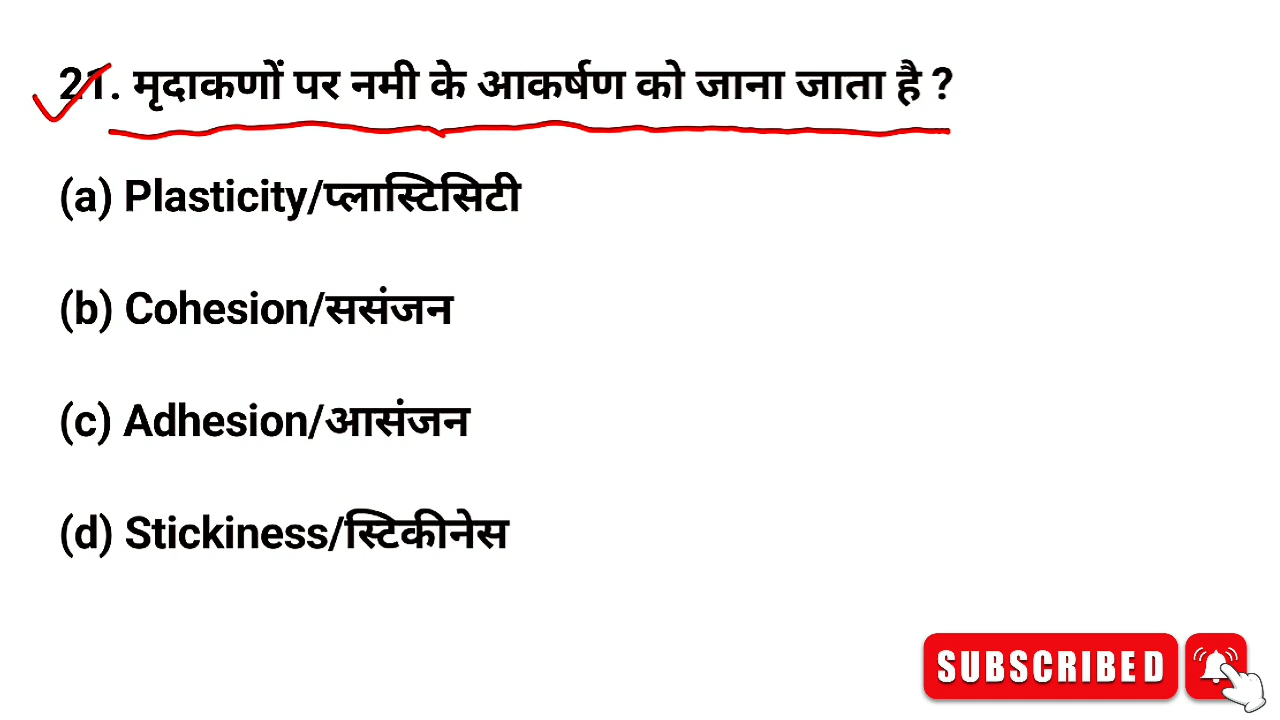 21. मृदाकणों पर नमी के आकर्षण को जाना जाता है ?
(a) Plasticity/प्लास्टिसिटी
(b) Cohesion/ससंजन
(c) Adhesion/आसंजन
(d) Stickiness/स्टिकीनेस
SUBSCRIBED